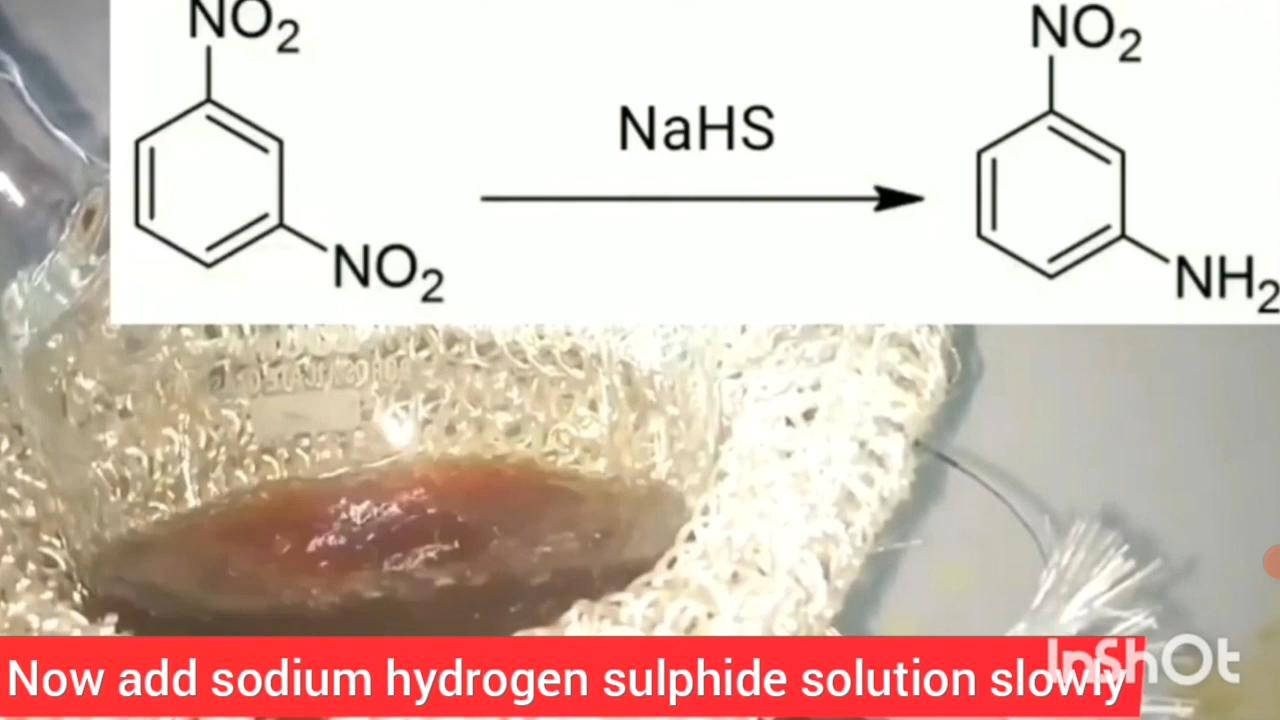 NO2
NO2
NaHS
NO2
NH2
Now add sodium hydrogen sulphide solution slowly
InShOt